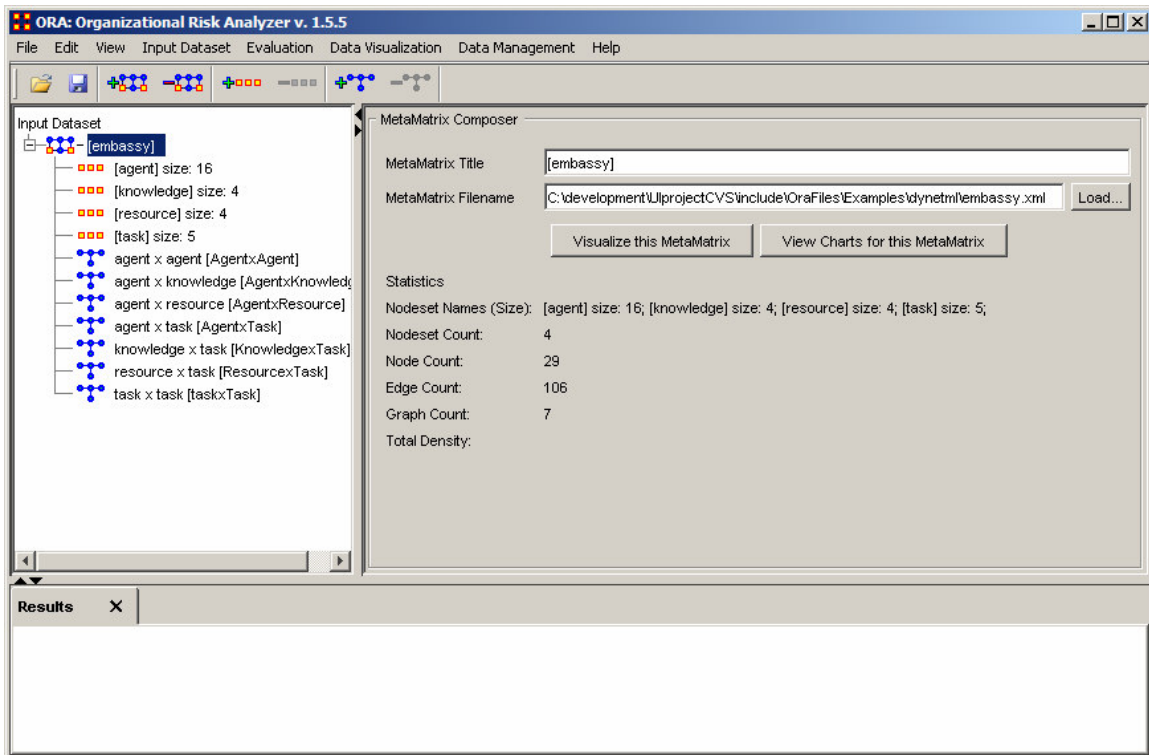 ORA: Organizational Risk Analyzer v. 1.5.5
File Edit View Input Dataset Evaluation Data Visualization Data Management Help
Input Dataset
[embassy]
[agent] size: 16
[knowledge] size: 4
[resource] size: 4
[task] size: 5
agent x agent [AgentxAgent]
agent x knowledge [AgentxKnowledg
agent x resource [AgentxResource]
agent x task [AgentxTask]
knowledge x task [KnowledgexTask]
resource x task [ResourcexTask]
task x task [taskxTask]
MetaMatrix Composer
MetaMatrix Title [embassy]
MetaMatrix Filename C:\development\UIprojectCVS\include\OraFiles\Examples\dynetml\embassy.xml Load...
Visualize this MetaMatrix View Charts for this MetaMatrix
Statistics
Nodeset Names (Size): [agent] size: 16; [knowledge] size: 4; [resource] size: 4; [task] size: 5;
Nodeset Count: 4
Node Count: 29
Edge Count: 106
Graph Count: 7
Total Density:
Results X